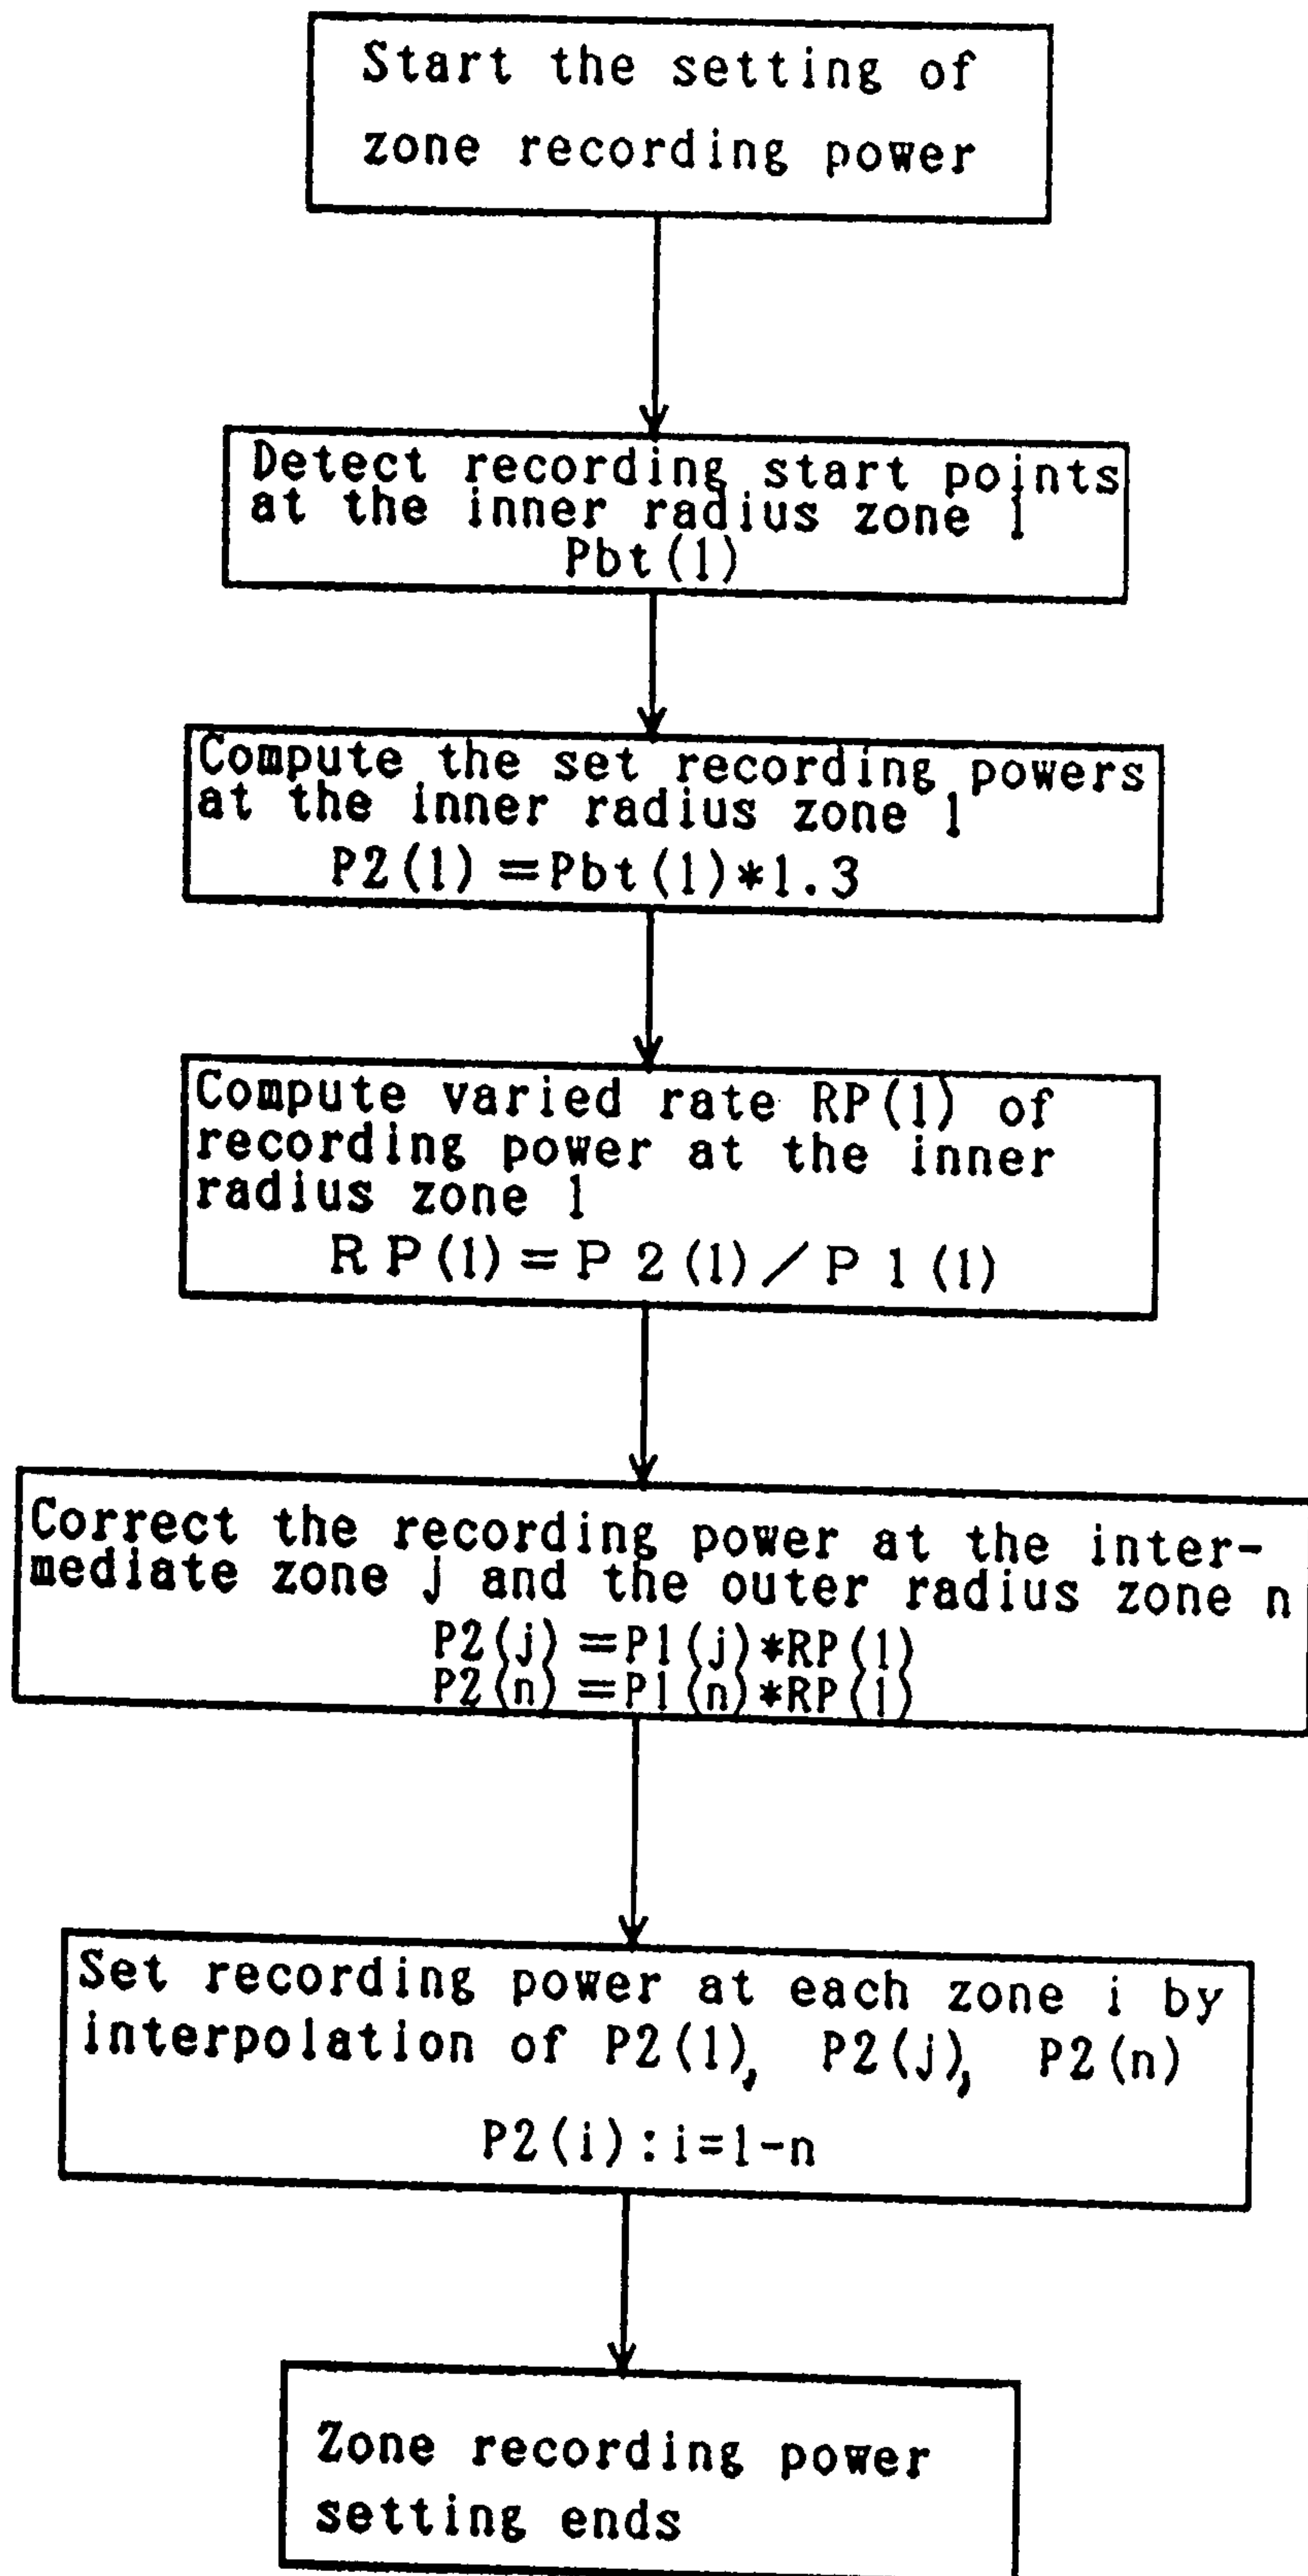 Start the setting of
zone recording power
Detect recording start points
at the inner radius zone 1
Pbt(1)
Compute the set recording powers
at the inner radius zone 1
P2(1)=Pbt(1)*1.3
Compute varied rate RP(1) of
recording power at the inner
radius zone 1
RP(1)=P2(1)/P1(1)
Correct the recording power at the inter-
mediate zone j and the outer radius zone n
P2(j)=P1(j)*RP(1)
P2(n)=P1(n)*RP(1)
Set recording power at each zone i by
interpolation of P2(1), P2(j), P2(n)
P2(i):i=1-n
Zone recording power
setting ends